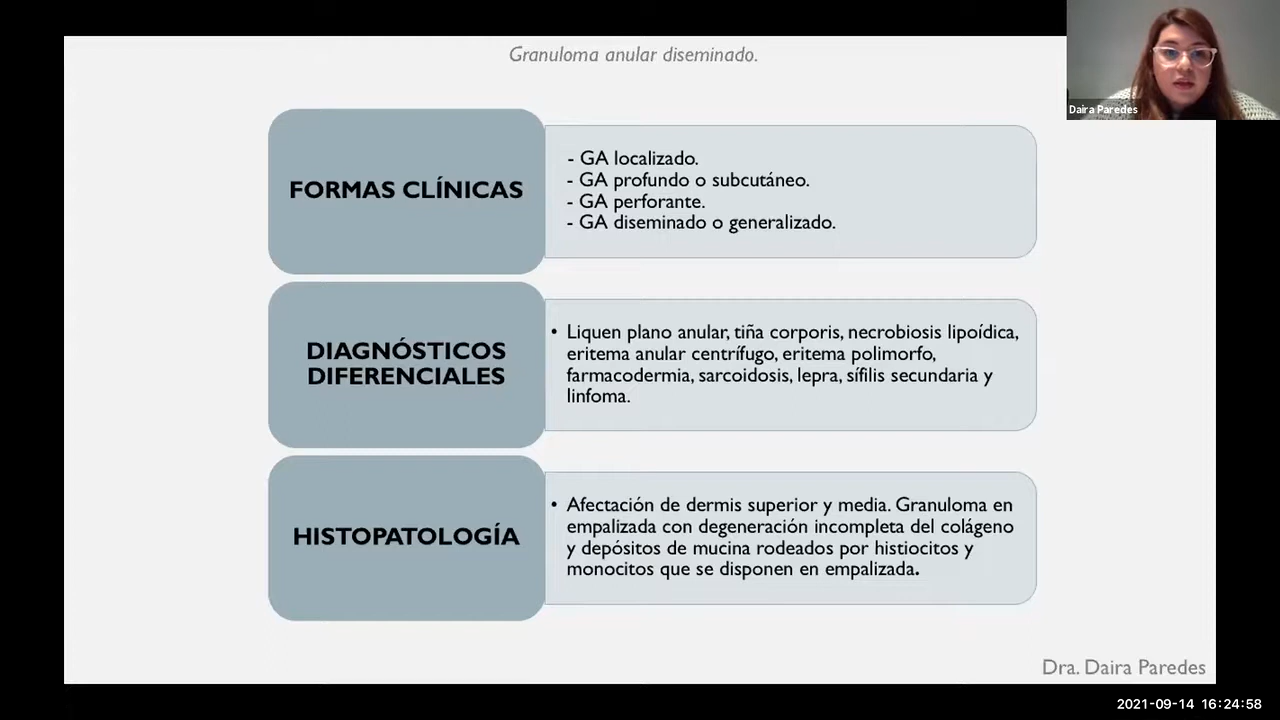 Granuloma anular diseminado.
Daira Paredes
FORMAS CLÍNICAS
- GA localizado.
- GA profundo o subcutáneo.
- GA perforante.
- GA diseminado o generalizado.
DIAGNÓSTICOS
DIFERENCIALES
• Liquen plano anular, tiña corporis, necrobiosis lipoídica,
eritema anular centrífugo, eritema polimorfo,
farmacodermia, sarcoidosis, lepra, sífilis secundaria y
linfoma.
HISTOPATOLOGÍA
• Afectación de dermis superior y media. Granuloma en
empalizada con degeneración incompleta del colágeno
y depósitos de mucina rodeados por histiocitos y
monocitos que se disponen en empalizada.
Dra. Daira Paredes
2021-09-14 16:24:58